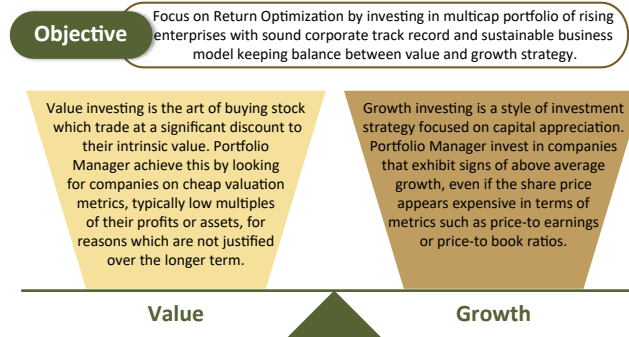 Objective
Focus on Return Optimization by investing in multicap portfolio of rising
enterprises with sound corporate track record and sustainable business
model keeping balance between value and growth strategy.
Value investing is the art of buying stock
which trade at a significant discount to
their intrinsic value. Portfolio
Manager achieve this by looking
for companies on cheap valuation
metrics, typically low multiples
of their profits or assets, for
reasons which are not justified
over the longer term.
Growth investing is a style of investment
strategy focused on capital appreciation.
Portfolio Manager invest in companies
that exhibit signs of above average
growth, even if the share price
appears expensive in terms of
metrics such as price-to earnings
or price-to book ratios.
Value
Growth